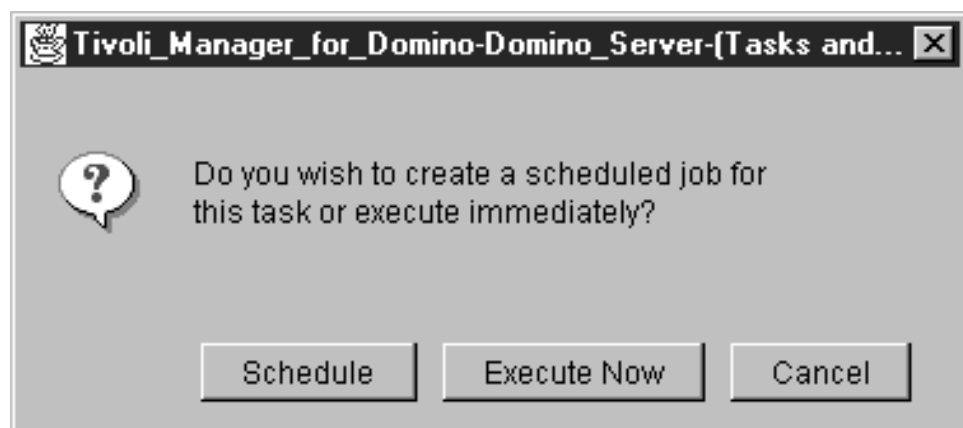 Tivoli_Manager_for_Domino-Domino_Server-(Tasks and...
?
Do you wish to create a scheduled job for
this task or execute immediately?
Schedule Execute Now Cancel